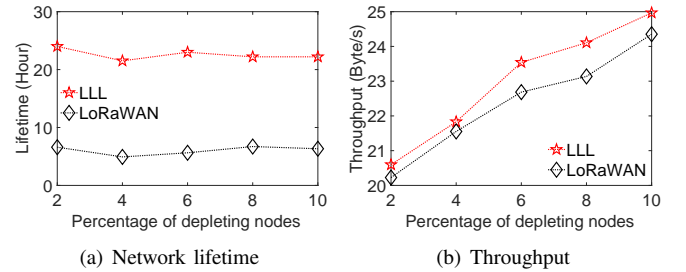 30
20
10
0
Lifetime (Hour)
LLL
LoRaWAN
2 4 6 8 10
Percentage of depleting nodes
(a) Network lifetime
25
24
23
22
21
20
Throughput (Byte/s)
LLL
LoRaWAN
2 4 6 8 10
Percentage of depleting nodes
(b) Throughput